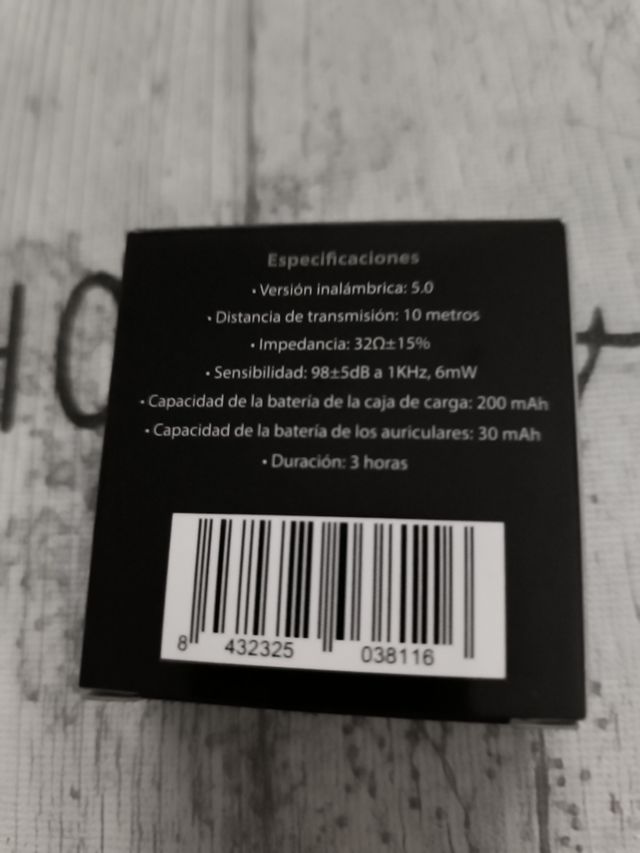 Especificaciones
• Versión inalámbrica: 5.0
• Distancia de transmisión: 10 metros
• Impedancia: 32Ω±15%
• Sensibilidad: 98±5dB a 1KHz, 6mW
• Capacidad de la batería de la caja de carga: 200 mAh
• Capacidad de la batería de los auriculares: 30 mAh
• Duración: 3 horas
8 432325 038116